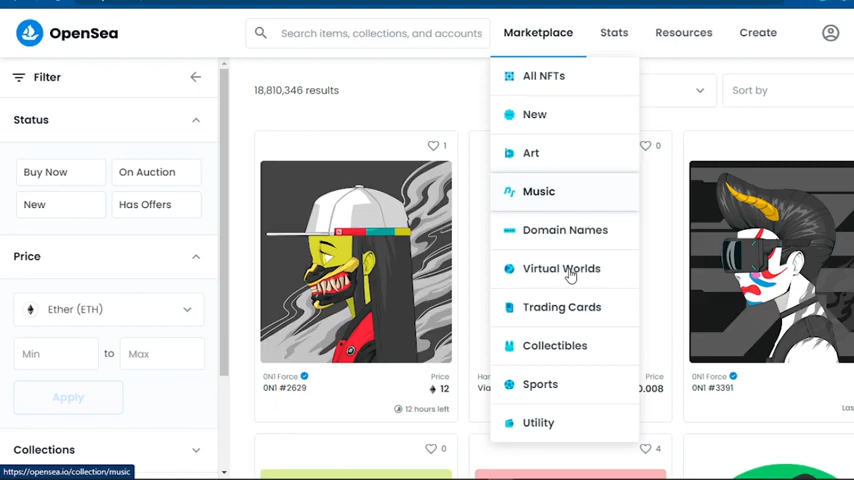 OpenSea
Search items, collections, and accounts
Marketplace
Stats
Resources
Create
Filter
18,810,346 results
Sort by
All NFTs
New
Art
Music
Domain Names
Virtual Worlds
Trading Cards
Collectibles
Sports
Utility
Status
Buy Now
On Auction
New
Has Offers
Price
Ether (ETH)
Min
to
Max
Apply
Collections
1
0N1 Force
Price
0N1 #2629
12
12 hours left
0
0.008
0N1 Force
0N1 #3391
0
4
https://opensea.io/collection/music